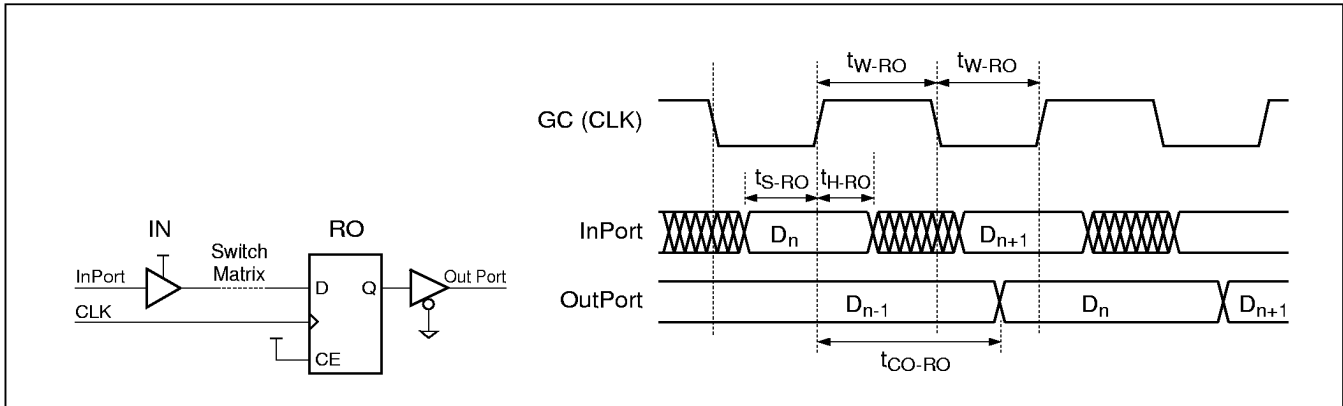 IN
RO
Switch
Matrix
InPort
CLK
D
Q
CE
Out Port
tW-RO
tW-RO
GC (CLK)
tS-RO
tH-RO
InPort
Dn
Dn+1
OutPort
Dn-1
Dn
Dn+1
tCO-RO